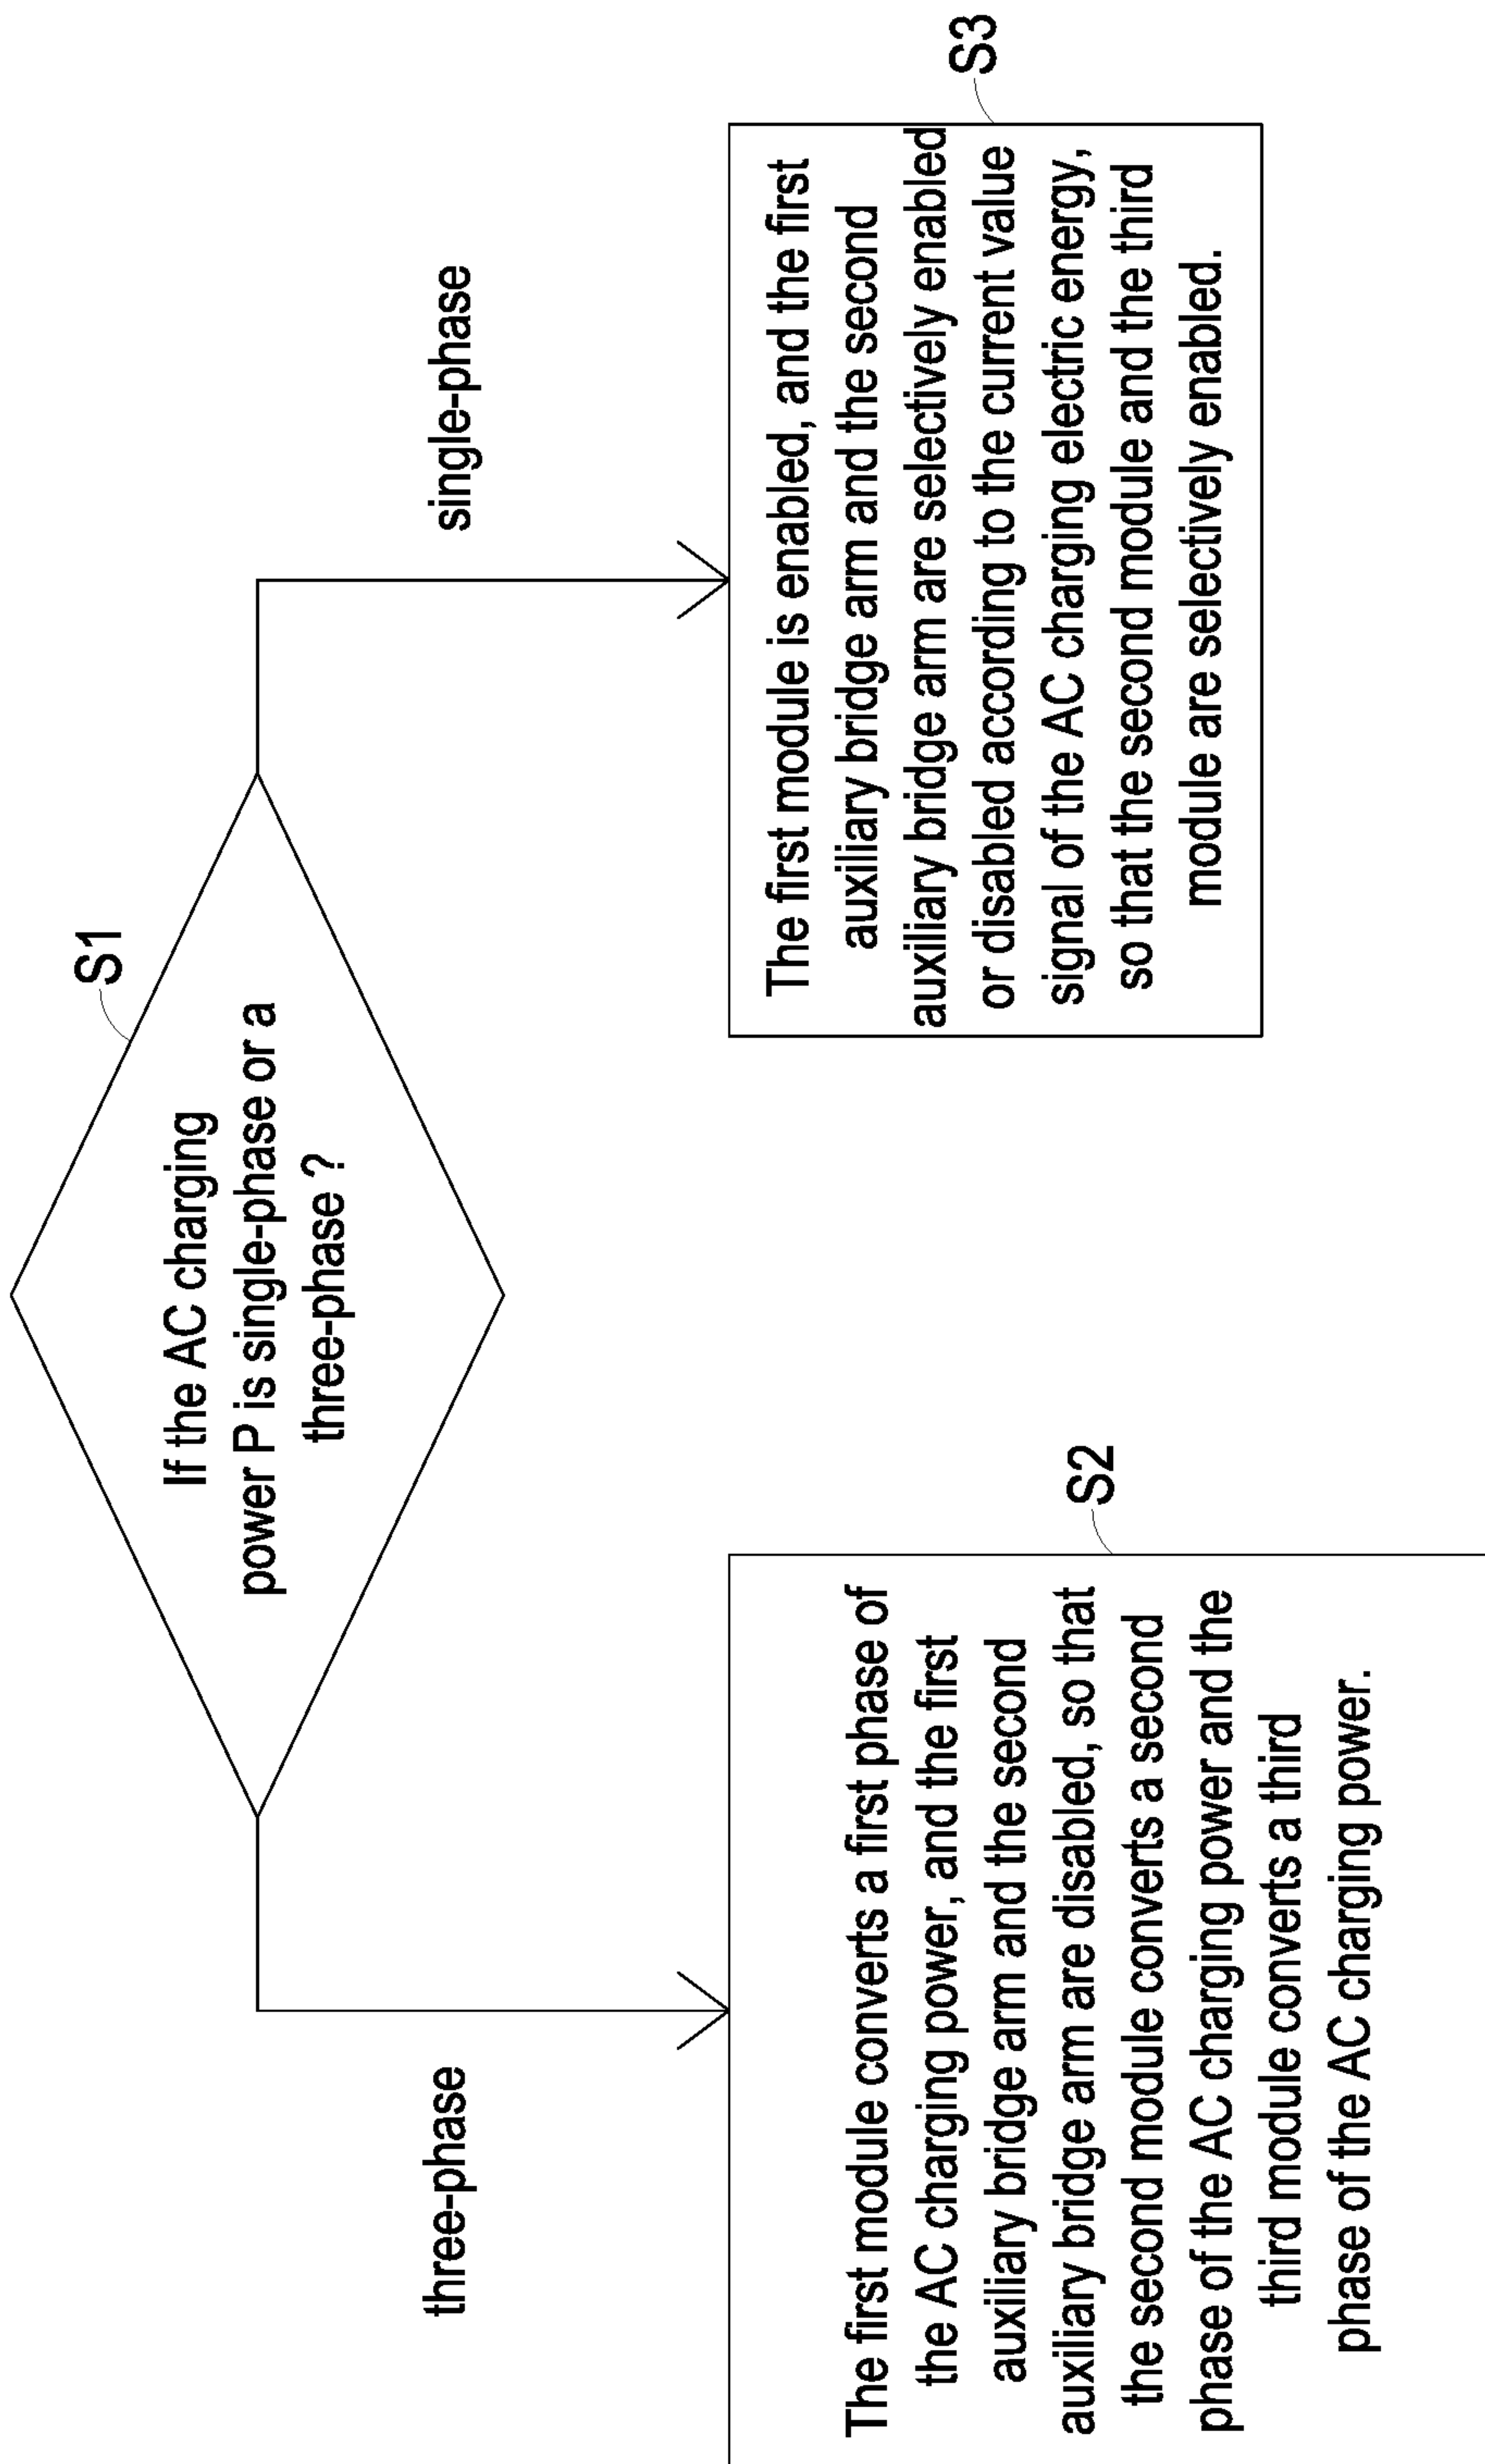 S1
If the AC charging
power P is single-phase or a
three-phase ?
three-phase
single-phase
S2
The first module converts a first phase of
the AC charging power, and the first
auxiliary bridge arm and the second
auxiliary bridge arm are disabled, so that
the second module converts a second
phase of the AC charging power and the
third module converts a third
phase of the AC charging power.
S3
The first module is enabled, and the first
auxiliary bridge arm and the second
auxiliary bridge arm are selectively enabled
or disabled according to the current value
signal of the AC charging electric energy,
so that the second module and the third
module are selectively enabled.